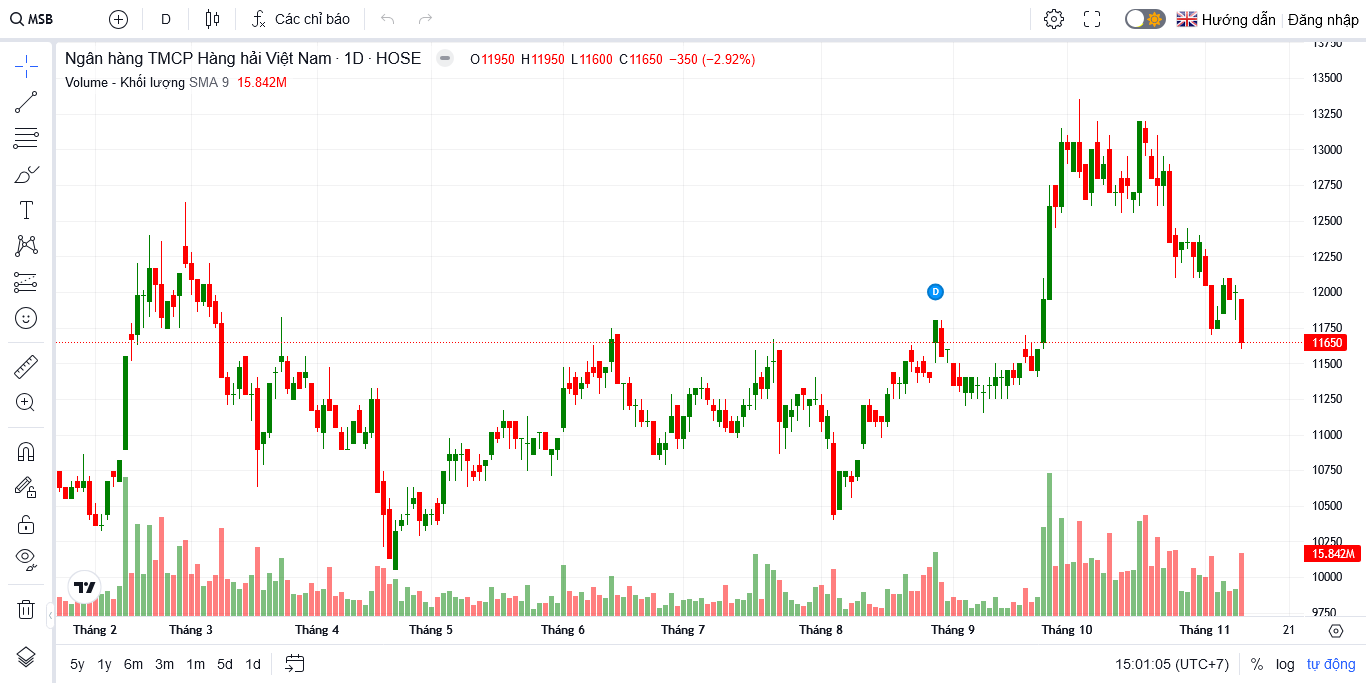 MSB D Các chỉ báo Hướng dẫn Đăng nhập
Ngân hàng TMCP Hàng hải Việt Nam · 1D · HOSE O11950 H11950 L11600 C11650 −350 (−2.92%)
Volume - Khối lượng SMA 9 15.842M
13750
13500
13250
13000
12750
12500
12250
12000
D
11750
11650
11500
11250
11000
10750
10500
10250
15.842M
10000
9750
Tháng 2 Tháng 3 Tháng 4 Tháng 5 Tháng 6 Tháng 7 Tháng 8 Tháng 9 Tháng 10 Tháng 11 21
5y 1y 6m 3m 1m 5d 1d 15:01:05 (UTC+7) % log tự động